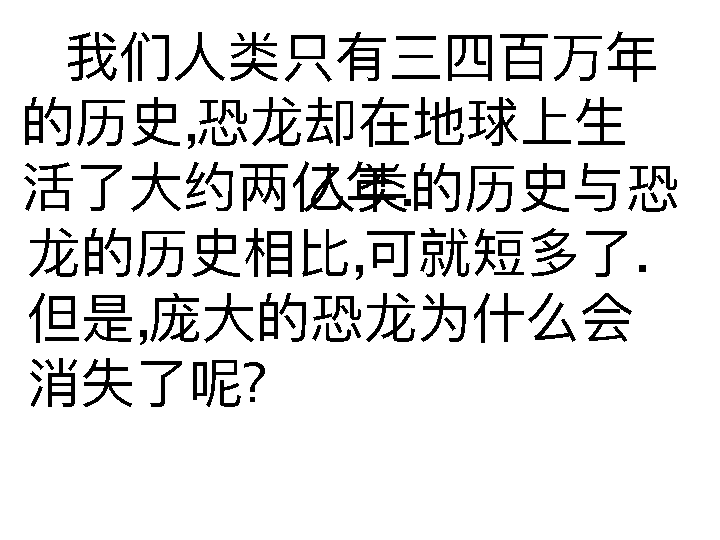 我们人类只有三四百万年
的历史,恐龙却在地球上生
活了大约两亿年.人类的历史与恐
龙的历史相比,可就短多了.
但是,庞大的恐龙为什么会
消失了呢?